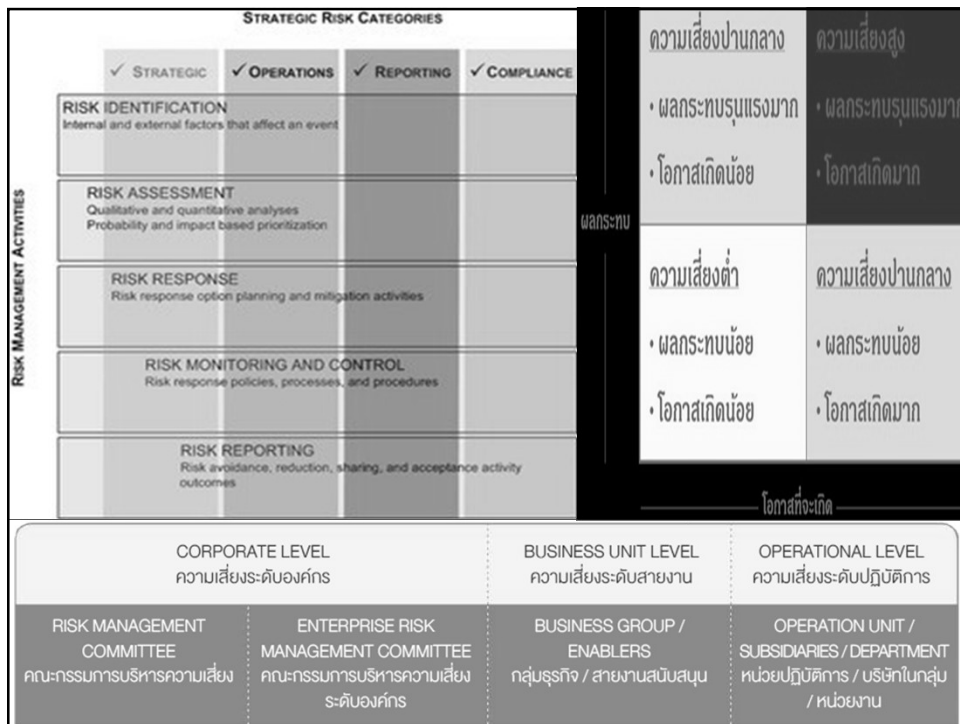 STRATEGIC RISK CATEGORIES
✓ STRATEGIC ✓ OPERATIONS ✓ REPORTING ✓ COMPLIANCE
RISK MANAGEMENT ACTIVITIES
RISK IDENTIFICATION
Internal and external factors that affect an event
RISK ASSESSMENT
Qualitative and quantitative analyses
Probability and impact based prioritization
RISK RESPONSE
Risk response option planning and mitigation activities
RISK MONITORING AND CONTROL
Risk response policies, processes, and procedures
RISK REPORTING
Risk avoidance, reduction, sharing, and acceptance activity
outcomes
ผลกระทบ
ความเสี่ยงปานกลาง
• ผลกระทบรุนแรงมาก
• โอกาสเกิดน้อย
ความเสี่ยงสูง
• ผลกระทบรุนแรงมาก
• โอกาสเกิดมาก
ความเสี่ยงต่ำ
• ผลกระทบน้อย
• โอกาสเกิดน้อย
ความเสี่ยงปานกลาง
• ผลกระทบน้อย
• โอกาสเกิดมาก
โอกาสที่จะเกิด
CORPORATE LEVEL
ความเสี่ยงระดับองค์กร
BUSINESS UNIT LEVEL
ความเสี่ยงระดับสายงาน
OPERATIONAL LEVEL
ความเสี่ยงระดับปฏิบัติการ
RISK MANAGEMENT
COMMITTEE
คณะกรรมการบริหารความเสี่ยง
ENTERPRISE RISK
MANAGEMENT COMMITTEE
คณะกรรมการบริหารความเสี่ยง
ระดับองค์กร
BUSINESS GROUP /
ENABLERS
กลุ่มธุรกิจ / สายงานสนับสนุน
OPERATION UNIT /
SUBSIDIARIES / DEPARTMENT
หน่วยปฏิบัติการ / บริษัทในกลุ่ม
/ หน่วยงาน